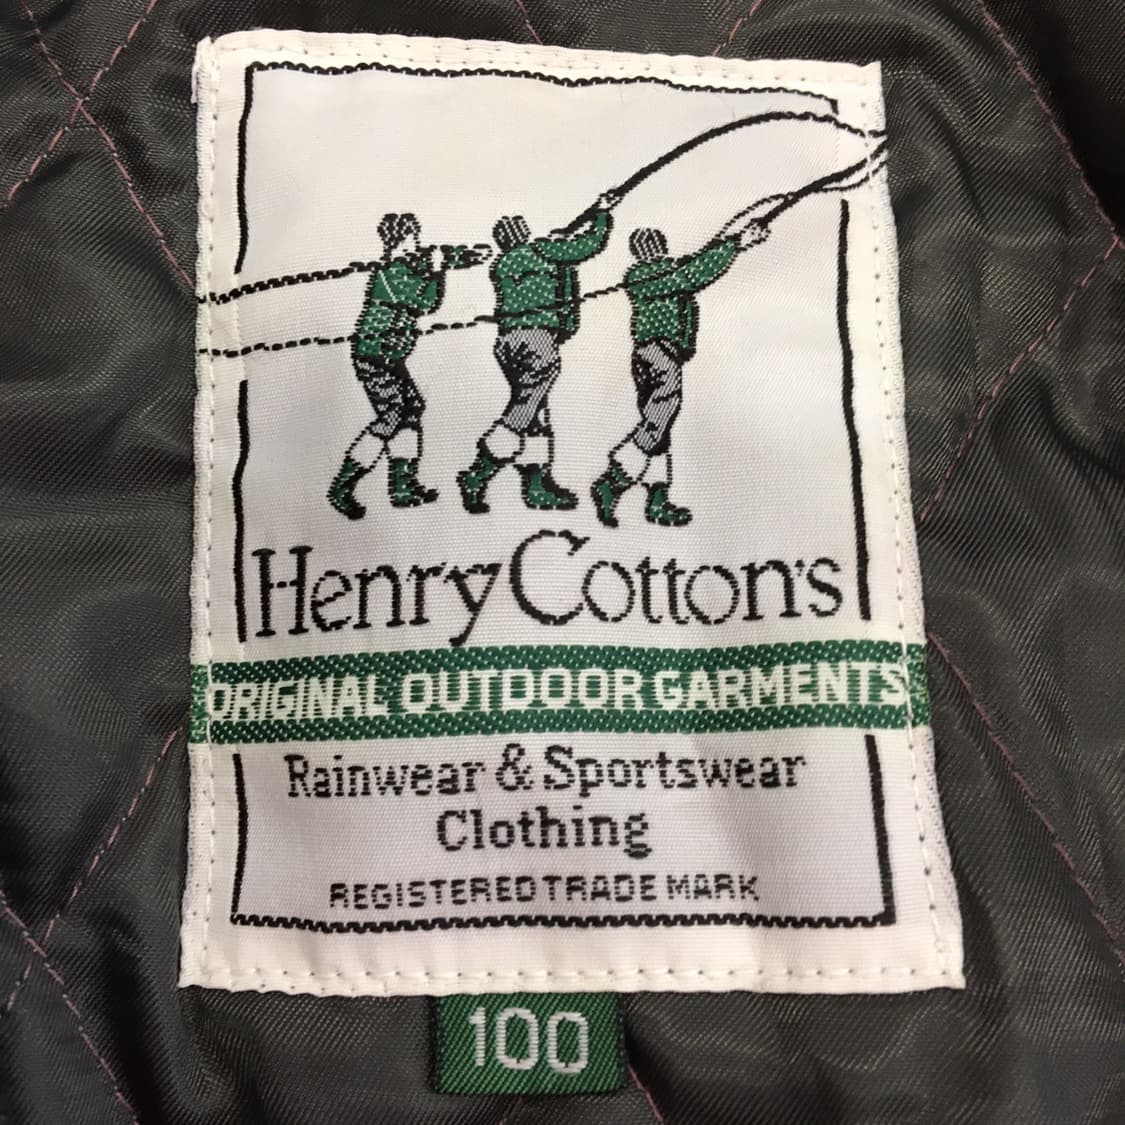 Henry Cotton's
ORIGINAL OUTDOOR GARMENTS
Rainwear & Sportswear
Clothing
REGISTERED TRADE MARK
100